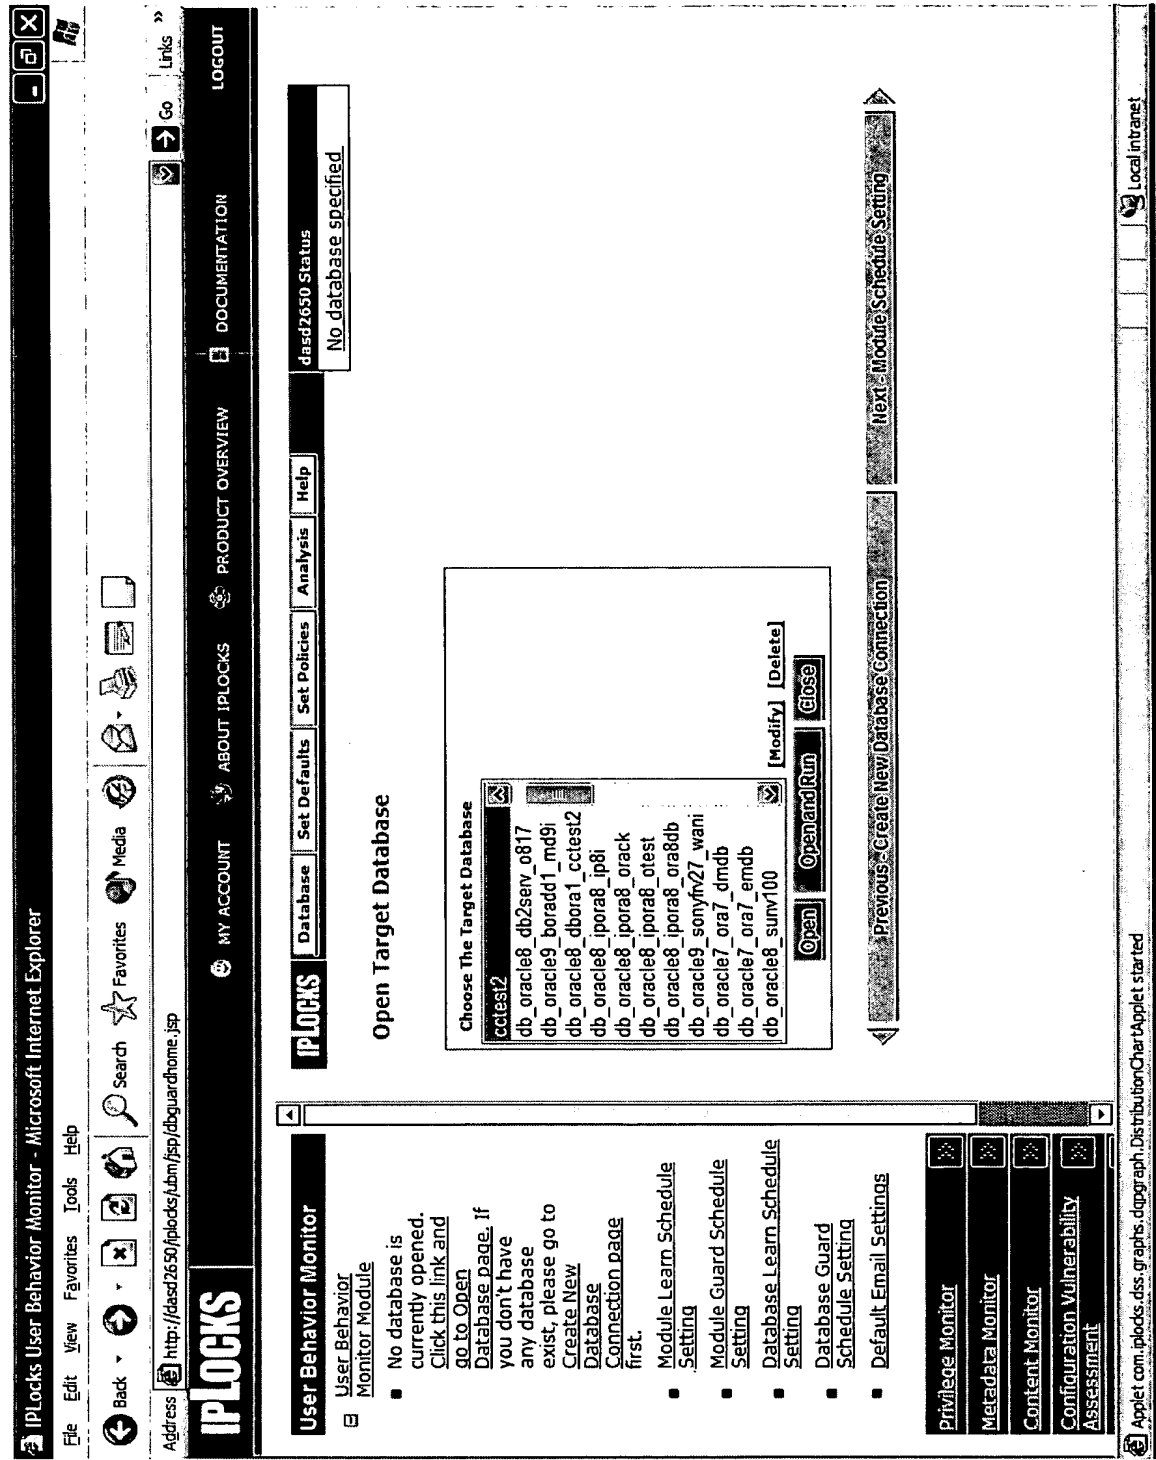 IPLocks User Behavior Monitor - Microsoft Internet Explorer
File Edit View Favorites Tools Help
Back Search Favorites Media
Address http://dasd2650/iplocks/ubm/jsp/dbguardhome.jsp Go Links »
IPLOCKS
MY ACCOUNT ABOUT IPLOCKS PRODUCT OVERVIEW DOCUMENTATION LOGOUT
User Behavior Monitor
User Behavior
Monitor Module
No database is
currently opened.
Click this link and
go to Open
Database page. If
you don't have
any database
exist, please go to
Create New
Database
Connection page
first.
Module Learn Schedule
Setting
Module Guard Schedule
Setting
Database Learn Schedule
Setting
Database Guard
Schedule Setting
Default Email Settings
Privilege Monitor
Metadata Monitor
Content Monitor
Configuration Vulnerability
Assessment
IPLOCKS Database Set Defaults Set Policies Analysis Help
dasd2650 Status
No database specified
Open Target Database
Choose The Target Database
cctest2
db_oracle8_db2serv_o817
db_oracle9_boradd1_md9i
db_oracle8_dbora1_cctest2
db_oracle8_ipora8_ip8i
db_oracle8_ipora8_orack
db_oracle8_ipora8_otest
db_oracle8_ipora8_ora8db
db_oracle9_sonyfrv27_wani
db_oracle7_ora7_dmdb
db_oracle7_ora7_emdb
db_oracle8_sunv100
[Modify] [Delete]
Open Open and Run Close
Previous - Create New Database Connection Next - Module Schedule Setting
Applet com.iplocks.dss.graphs.dqpgraph.DistributionChartApplet started Local intranet